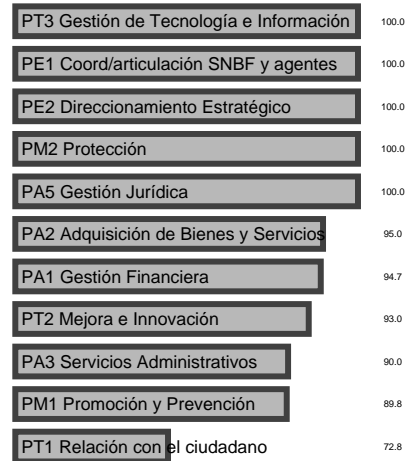 PT3 Gestión de Tecnología e Información 100.0
PE1 Coord/articulación SNBF y agentes 100.0
PE2 Direccionamiento Estratégico 100.0
PM2 Protección 100.0
PA5 Gestión Jurídica 100.0
PA2 Adquisición de Bienes y Servicios 95.0
PA1 Gestión Financiera 94.7
PT2 Mejora e Innovación 93.0
PA3 Servicios Administrativos 90.0
PM1 Promoción y Prevención 89.8
PT1 Relación con el ciudadano 72.8